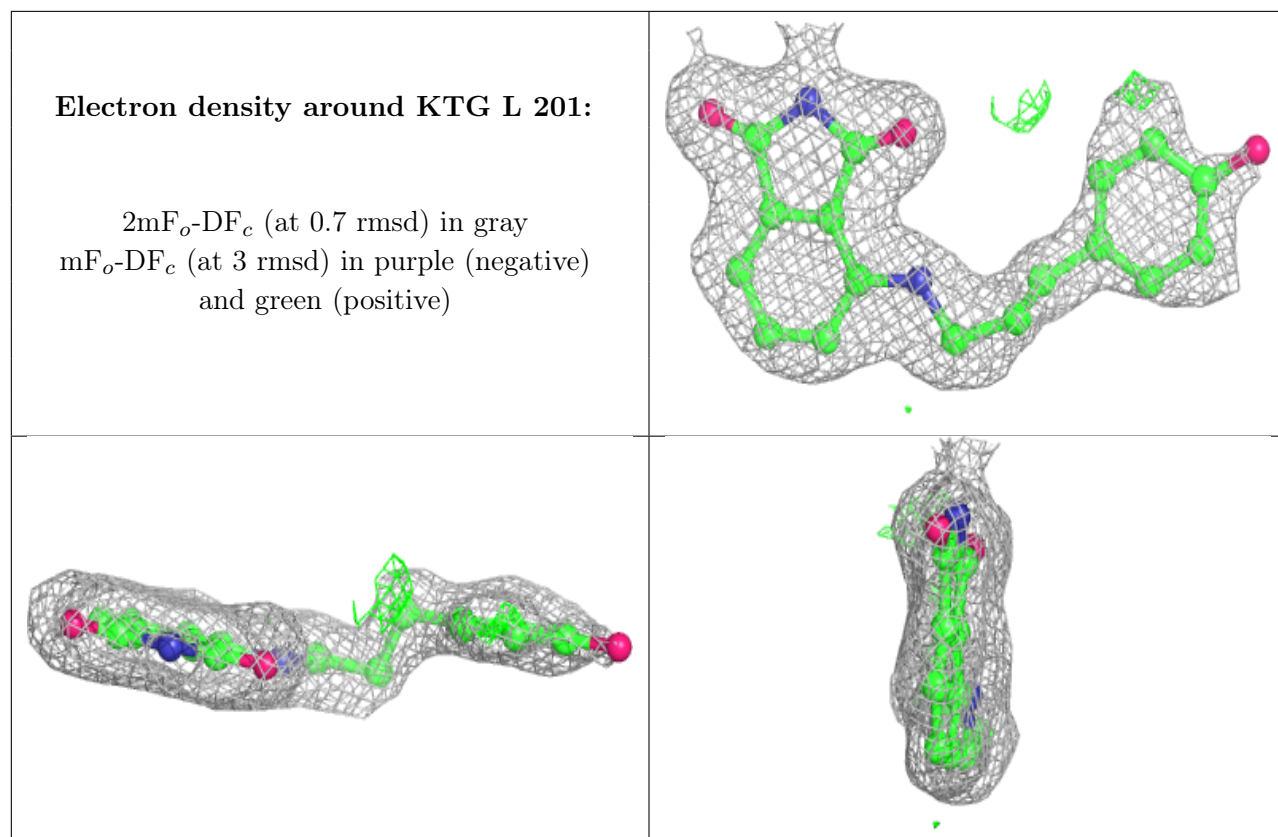 Electron density around KTG L 201:
2mFₒ-DF𝒸 (at 0.7 rmsd) in gray
mFₒ-DF𝒸 (at 3 rmsd) in purple (negative)
and green (positive)